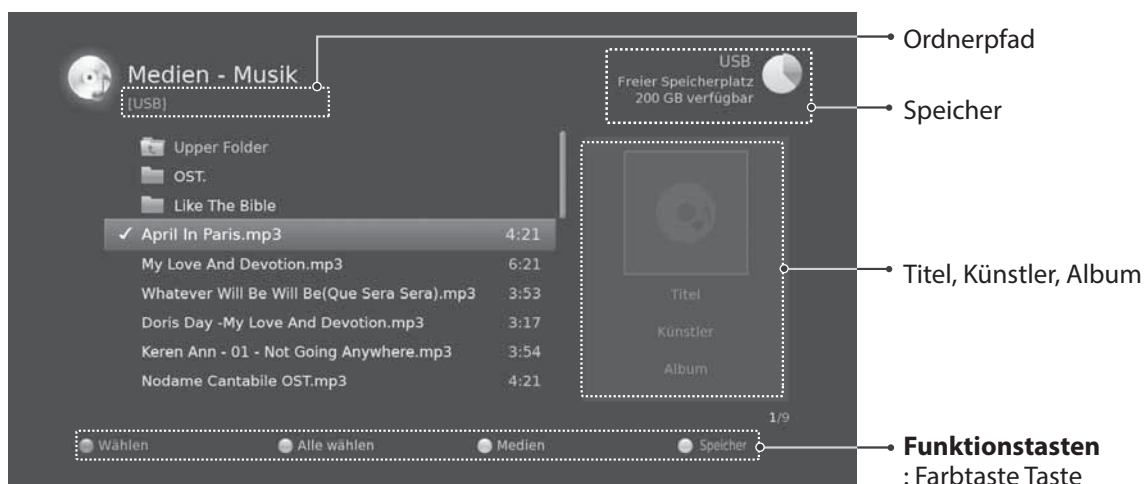 Medien - Musik
[USB]
USB
Freier Speicherplatz
200 GB verfügbar
Ordnerpfad
Speicher
Upper Folder
OST.
Like The Bible
✓ April In Paris.mp3 4:21
My Love And Devotion.mp3 6:21
Whatever Will Be Will Be(Que Sera Sera).mp3 3:53
Doris Day -My Love And Devotion.mp3 3:17
Keren Ann - 01 - Not Going Anywhere.mp3 3:54
Nodame Cantabile OST.mp3 4:21
Titel
Künstler
Album
Titel, Künstler, Album
1/9
Wählen Alle wählen Medien Speicher
Funktionstasten
: Farbtaste Taste